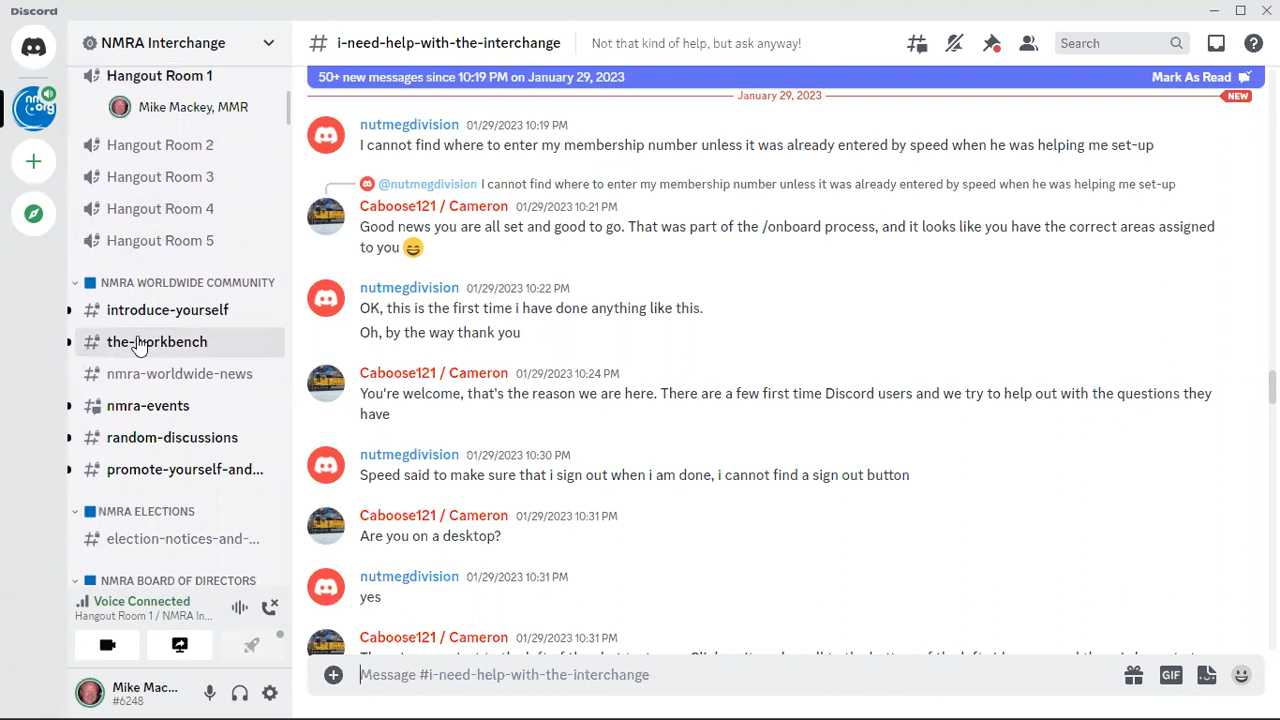 Discord
NMRA Interchange
# i-need-help-with-the-interchange
Not that kind of help, but ask anyway!
Search
Hangout Room 1
Mike Mackey, MMR
Hangout Room 2
Hangout Room 3
Hangout Room 4
Hangout Room 5
NMRA WORLDWIDE COMMUNITY
introduce-yourself
the-workbench
nmra-worldwide-news
nmra-events
random-discussions
promote-yourself-and...
NMRA ELECTIONS
election-notices-and-...
NMRA BOARD OF DIRECTORS
Voice Connected
Hangout Room 1 / NMRA In...
Mike Mac...
#6248
50+ new messages since 10:19 PM on January 29, 2023
Mark As Read
January 29, 2023
NEW
nutmegdivision 01/29/2023 10:19 PM
I cannot find where to enter my membership number unless it was already entered by speed when he was helping me set-up
@nutmegdivision I cannot find where to enter my membership number unless it was already entered by speed when he was helping me set-up
Caboose121 / Cameron 01/29/2023 10:21 PM
Good news you are all set and good to go. That was part of the /onboard process, and it looks like you have the correct areas assigned
to you 😄
nutmegdivision 01/29/2023 10:22 PM
OK, this is the first time i have done anything like this.
Oh, by the way thank you
Caboose121 / Cameron 01/29/2023 10:24 PM
You're welcome, that's the reason we are here. There are a few first time Discord users and we try to help out with the questions they
have
nutmegdivision 01/29/2023 10:30 PM
Speed said to make sure that i sign out when i am done, i cannot find a sign out button
Caboose121 / Cameron 01/29/2023 10:31 PM
Are you on a desktop?
nutmegdivision 01/29/2023 10:31 PM
yes
Caboose121 / Cameron 01/29/2023 10:31 PM
Message #i-need-help-with-the-interchange
GIF